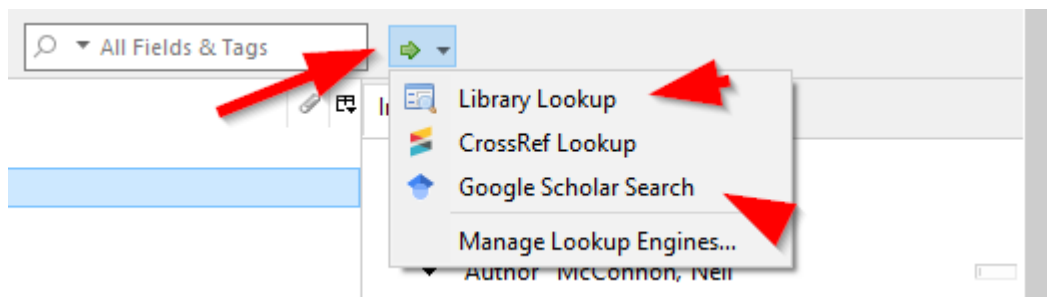 All Fields & Tags
Library Lookup
CrossRef Lookup
Google Scholar Search
Manage Lookup Engines...
Author McConnon, Neil